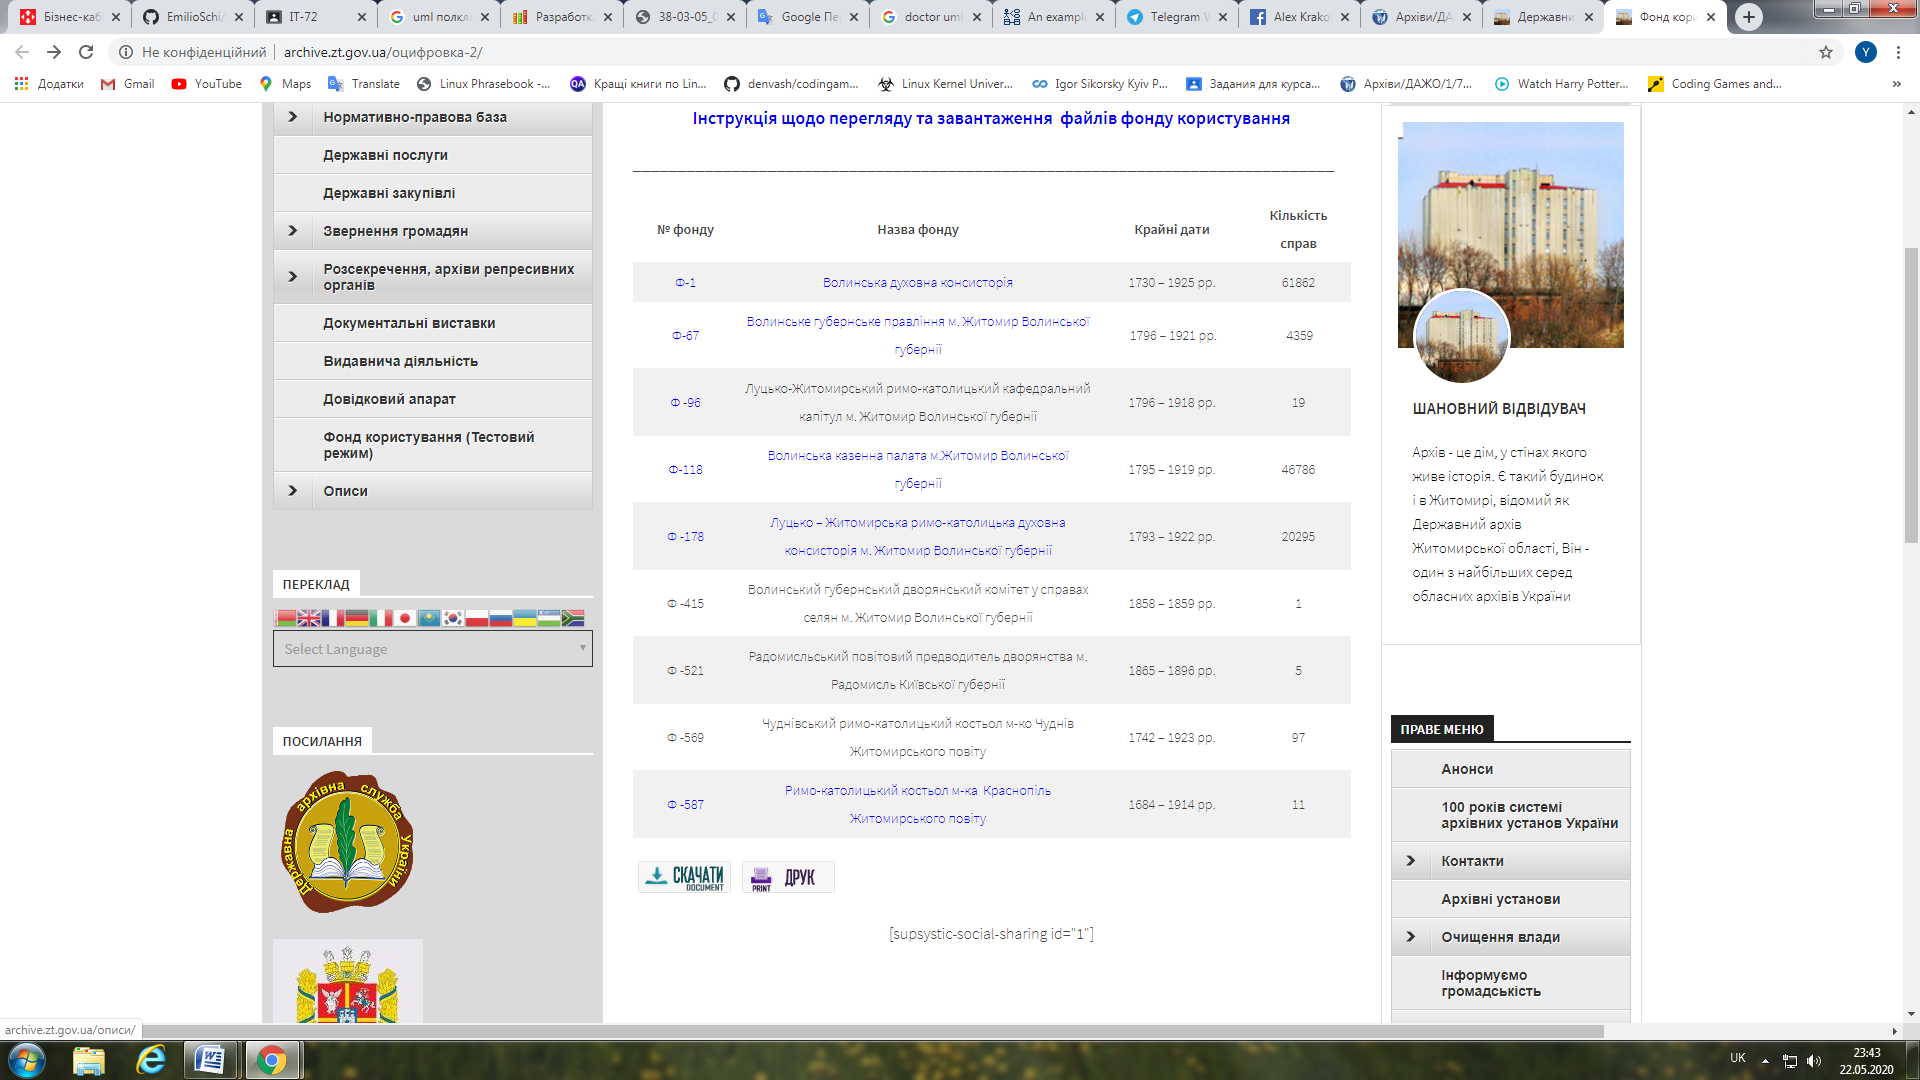 Бізнес-каб
EmilioSchi/
IT-72
uml полкл
Разработка
38-03-05_0
Google Пер
doctor uml
An example
Telegram W
Alex Krako
Архіви/ДА
Державни
Фонд кори
Не конфіденційний
archive.zt.gov.ua/оцифровка-2/
Y
Додатки
Gmail
YouTube
Maps
Translate
Linux Phrasebook -...
QA
Кращі книги по Lin...
denvash/codingam...
Linux Kernel Univer...
Igor Sikorsky Kyiv P...
Задания для курса...
Архіви/ДАЖО/1/7...
Watch Harry Potter...
Coding Games and...
»
Нормативно-правова база
Державні послуги
Державні закупівлі
Звернення громадян
Розсекречення, архіви репресивних
органів
Документальні виставки
Видавнича діяльність
Довідковий апарат
Фонд користування (Тестовий
режим)
Описи
ПЕРЕКЛАД
Select Language
ПОСИЛАННЯ
Державна архівна служба України
Інструкція щодо перегляду та завантаження файлів фонду користування
№ фонду
Назва фонду
Крайні дати
Кількість
справ
Ф-1
Волинська духовна консисторія
1730 – 1925 рр.
61862
Ф-67
Волинське губернське правління м. Житомир Волинської
губернії
1796 – 1921 рр.
4359
Ф -96
Луцько-Житомирський римо-католицький кафедральний
капітул м. Житомир Волинської губернії
1796 – 1918 рр.
19
Ф-118
Волинська казенна палата м.Житомир Волинської
губернії
1795 – 1919 рр.
46786
Ф -178
Луцько – Житомирська римо-католицька духовна
консисторія м. Житомир Волинської губернії
1793 – 1922 рр.
20295
Ф -415
Волинський губернський дворянський комітет у справах
селян м. Житомир Волинської губернії
1858 – 1859 рр.
1
Ф -521
Радомисльський повітовий предводитель дворянства м.
Радомисль Київської губернії
1865 – 1896 рр.
5
Ф -569
Чуднівський римо-католицький костьол м-ко Чуднів
Житомирського повіту
1742 – 1923 рр.
97
Ф -587
Римо-католицький костьол м-ка Краснопіль
Житомирського повіту
1684 – 1914 рр.
11
СКАЧАТИ
DOCUMENT
PRINT
ДРУК
[supsystic-social-sharing id="1"]
ШАНОВНИЙ ВІДВІДУВАЧ
Архів - це дім, у стінах якого
живе історія. Є такий будинок
і в Житомирі, відомий як
Державний архів
Житомирської області, Він -
один з найбільших серед
обласних архівів України
ПРАВЕ МЕНЮ
Анонси
100 років системі
архівних установ України
Контакти
Архівні установи
Очищення влади
Інформуємо
громадськість
archive.zt.gov.ua/описи/
UK
23:43
22.05.2020